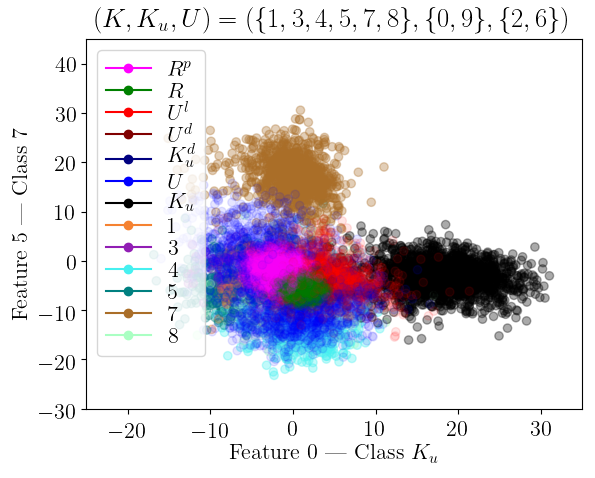 (K, K_u, U) = ({1, 3, 4, 5, 7, 8}, {0, 9}, {2, 6})
40
30
20
10
0
−10
−20
−30
Feature 5 — Class 7
R^p
R
U^l
U^d
K_u^d
U
K_u
1
3
4
5
7
8
−20 −10 0 10 20 30
Feature 0 — Class K_u